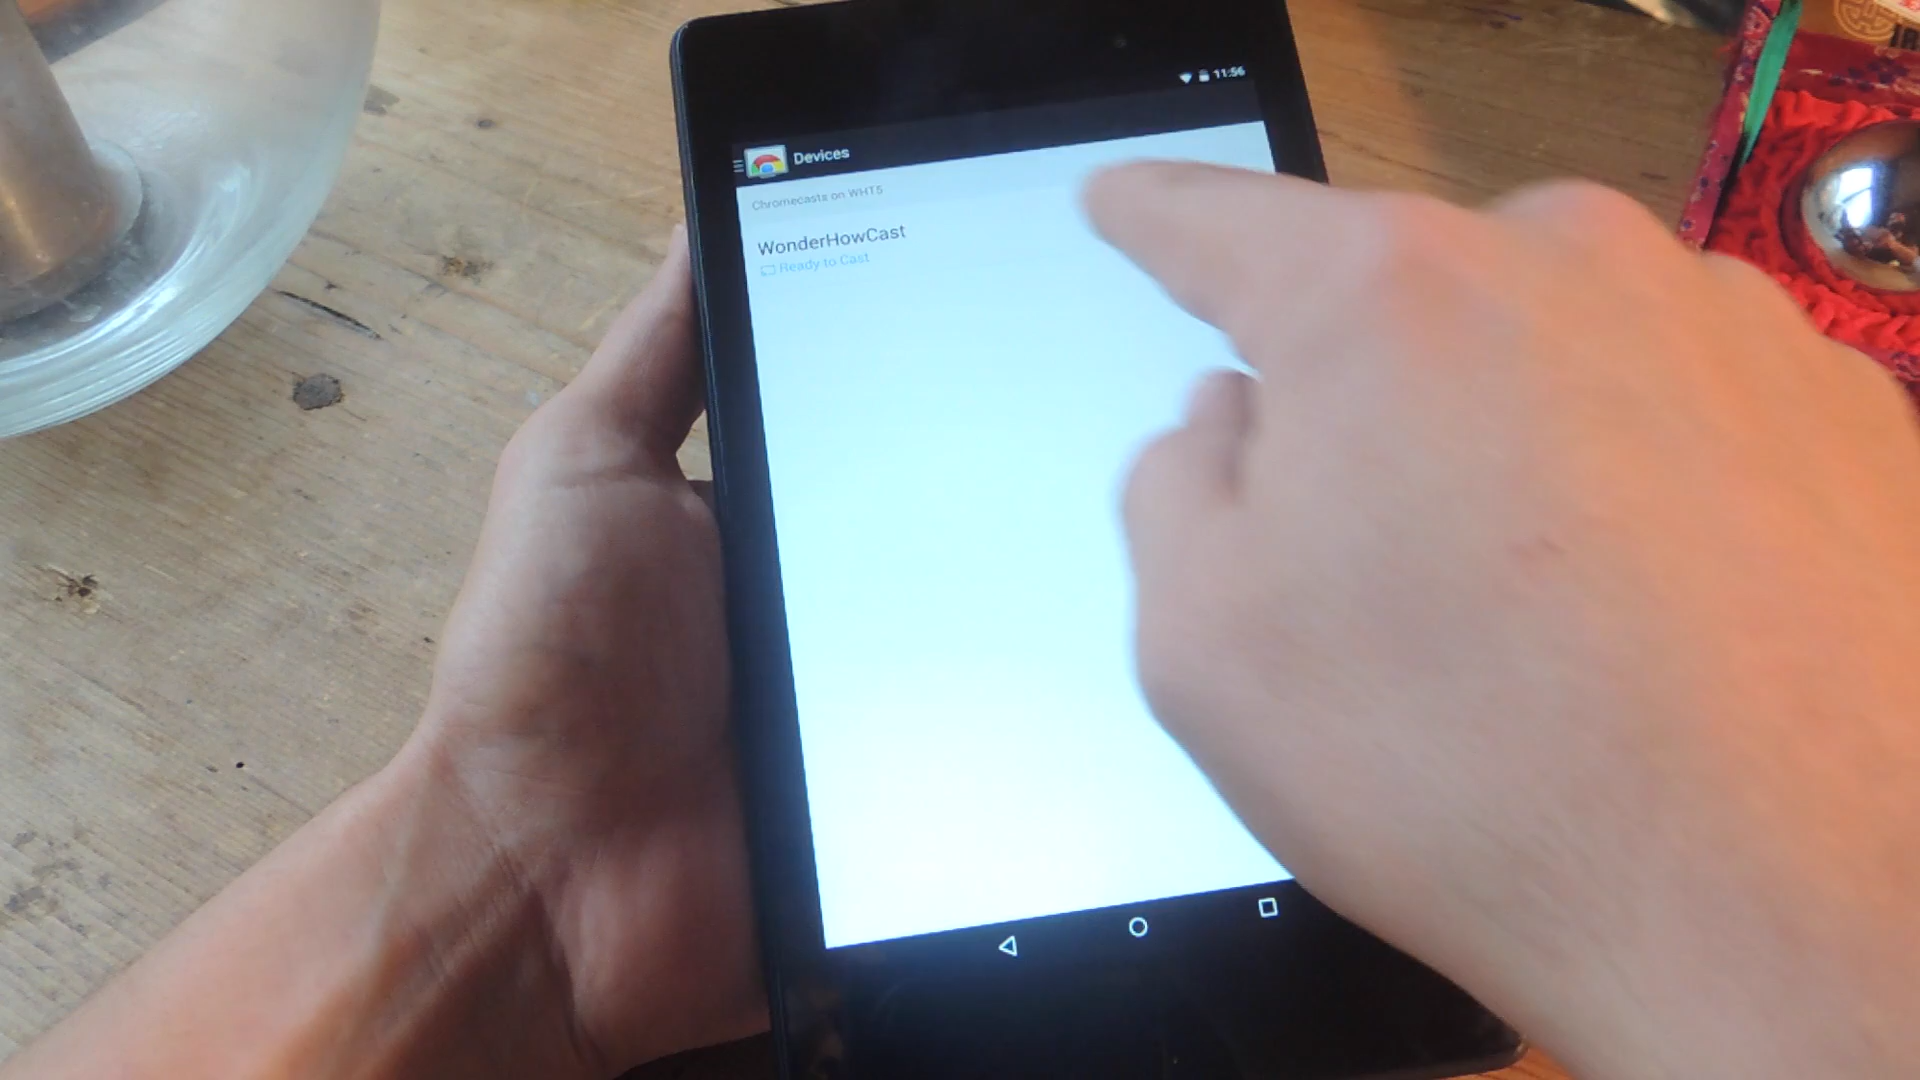 11:56
Devices
Chromecasts on WHT5
WonderHowCast
Ready to Cast